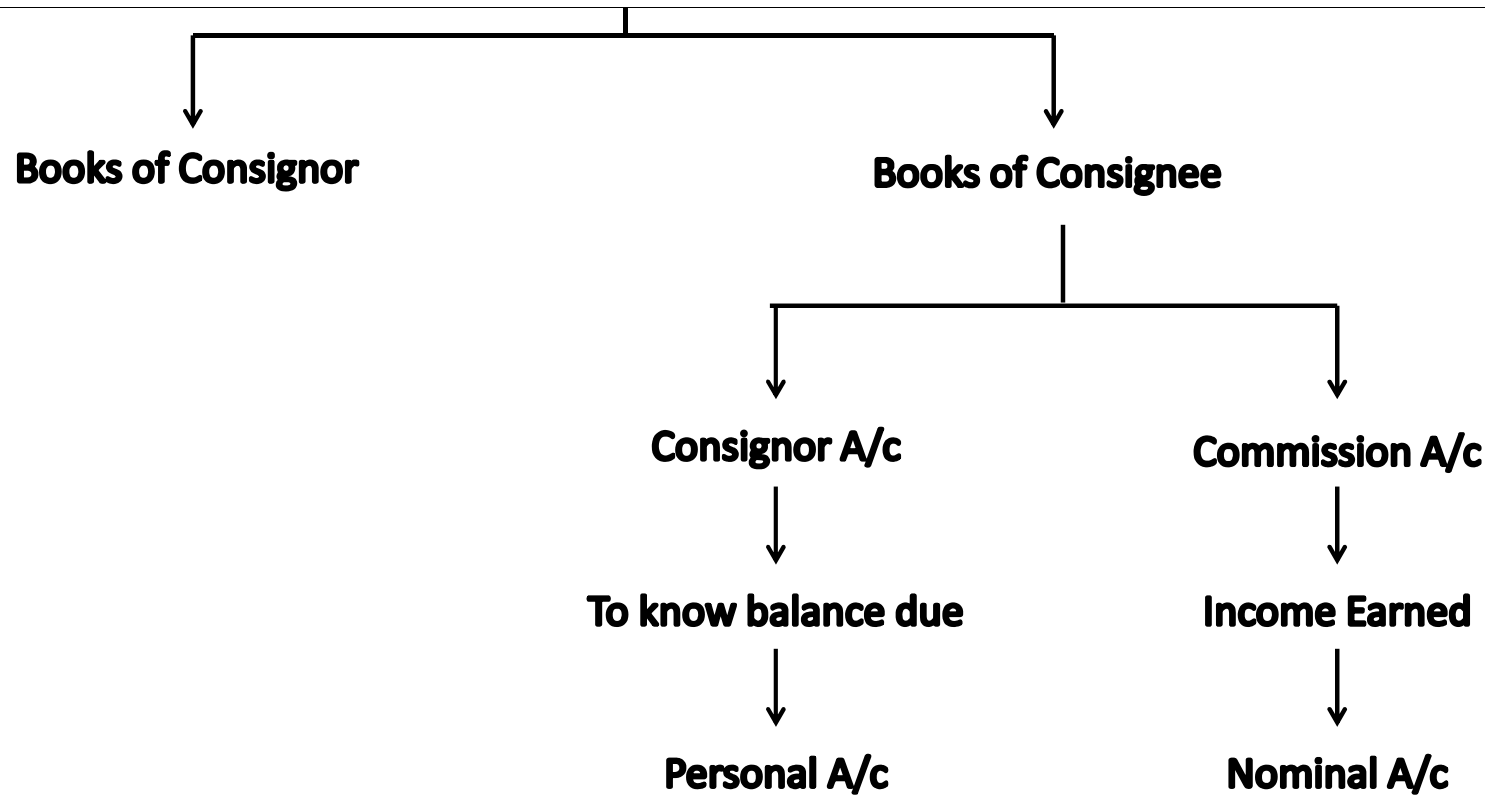 Books of Consignor
Books of Consignee
Consignor A/c
Commission A/c
To know balance due
Income Earned
Personal A/c
Nominal A/c